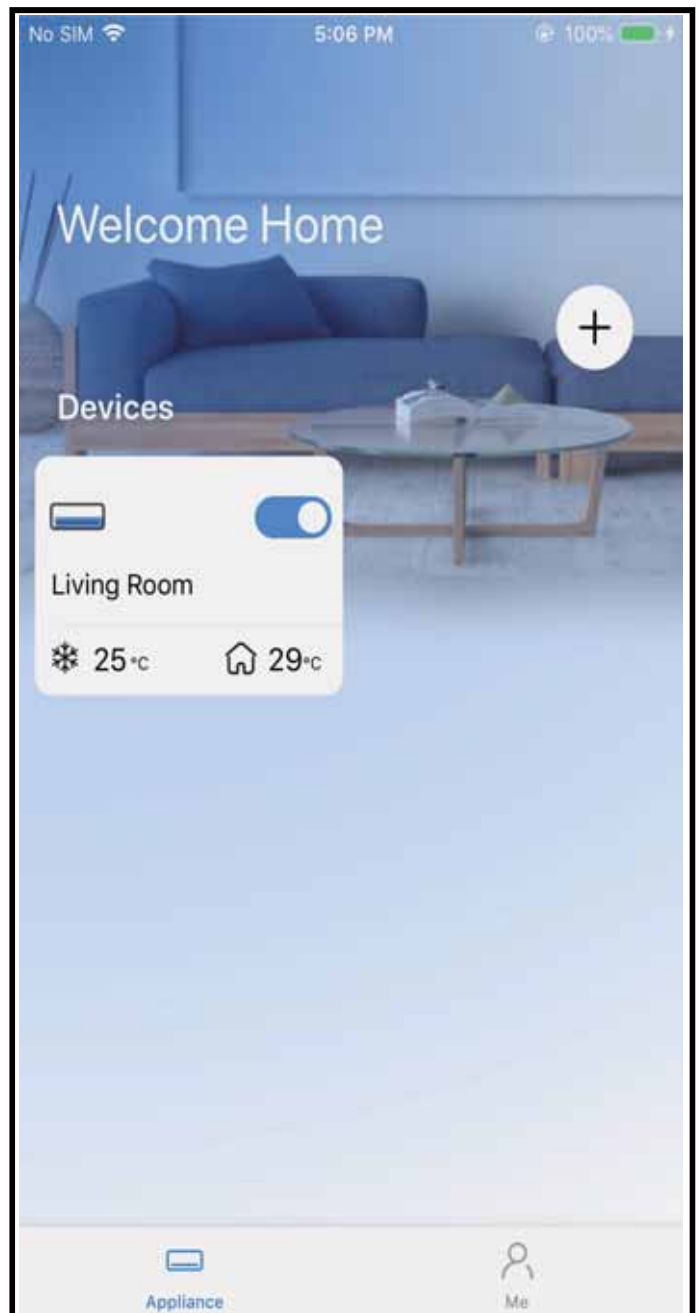 No SIM 5:06 PM 100%
Welcome Home
+
Devices
Living Room
25°C 29°C
Appliance Me